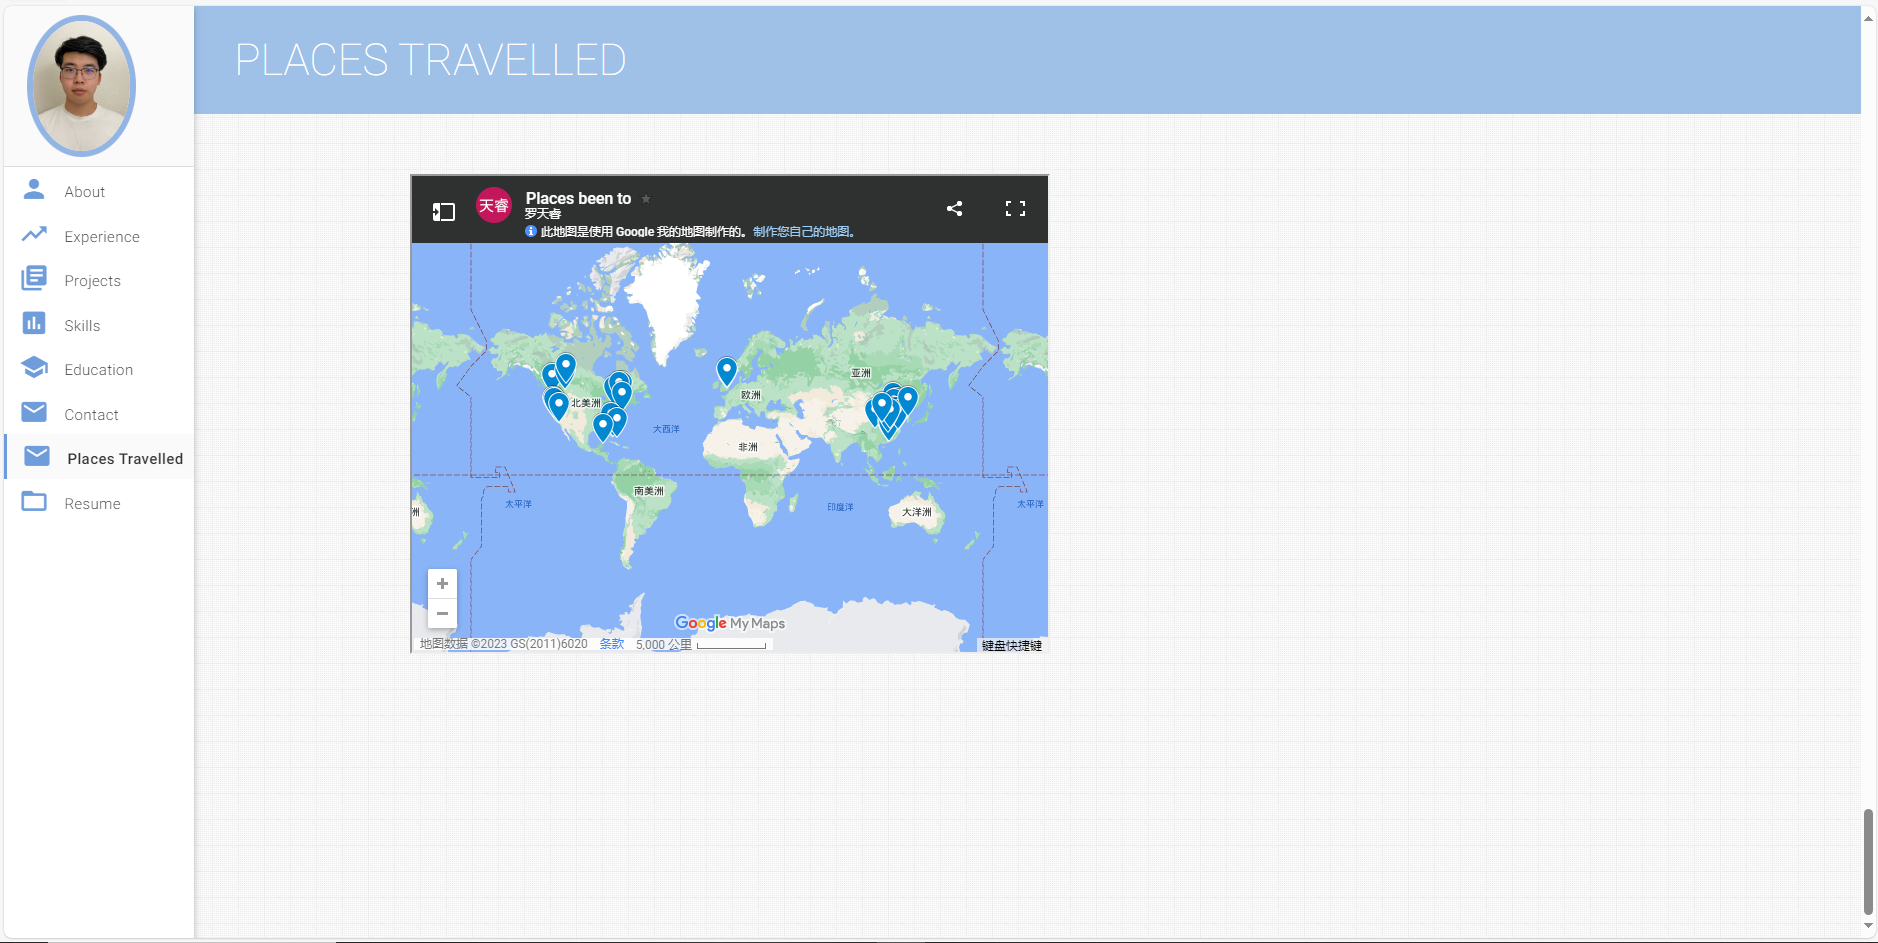 PLACES TRAVELLED
About
Experience
Projects
Skills
Education
Contact
Places Travelled
Resume
天睿
Places been to
罗天睿
此地图是使用 Google 我的地图制作的。制作您自己的地图。
亚洲
欧洲
北美洲
大西洋
非洲
南美洲
太平洋
印度洋
大洋洲
太平洋
洲
+
−
Google My Maps
地图数据 ©2023 GS(2011)6020 条款 5,000 公里
键盘快捷键